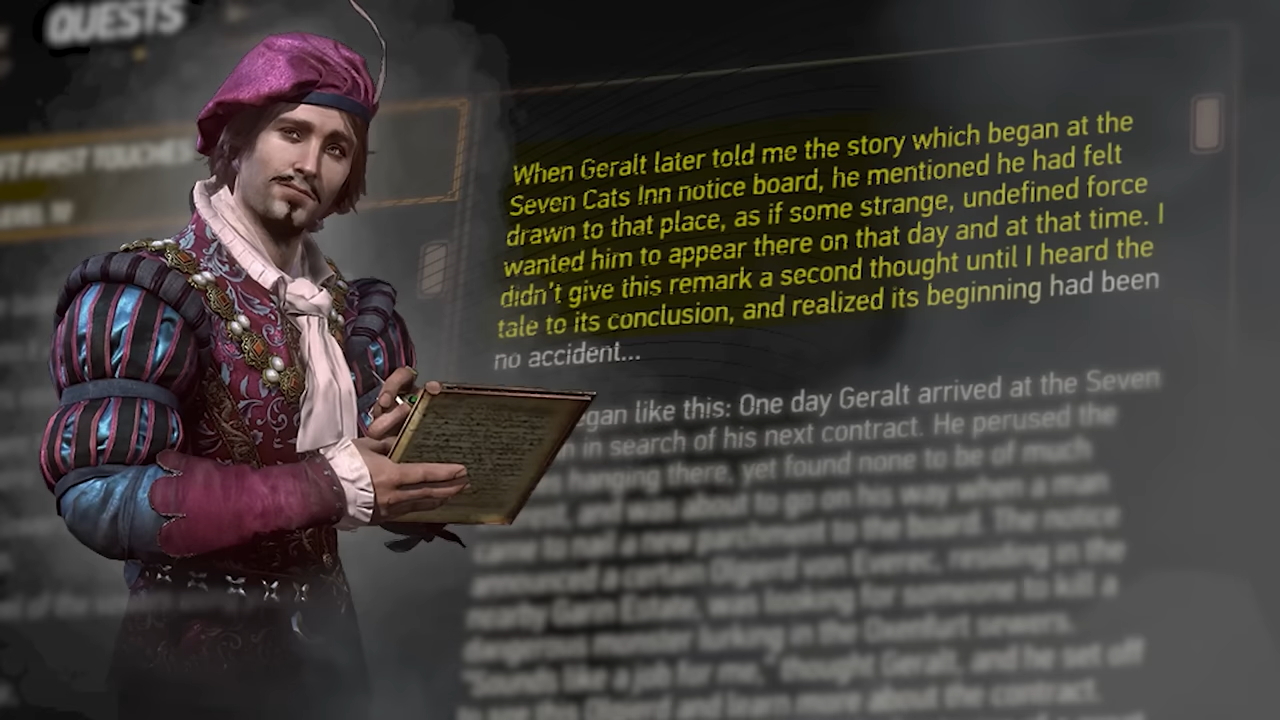 QUESTS
FIRST TOUCHES
LEVEL
When Geralt later told me the story which began at the
Seven Cats Inn notice board, he mentioned he had felt
drawn to that place, as if some strange, undefined force
wanted him to appear there on that day and at that time. I
didn't give this remark a second thought until I heard the
tale to its conclusion, and realized its beginning had been
no accident...
gan like this: One day Geralt arrived at the Seven
in search of his next contract. He perused the
hanging there, yet found none to be of much
rest, and was about to go on his way when a man
came to nail a new parchment to the board. The notice
announced a certain Olgierd von Everec, residing in the
nearby Garin Estate, was looking for someone to kill a
dangerous monster lurking in the Oxenfurt sewers.
"Sounds like a job for me," thought Geralt, and he set off
to see this Olgierd and learn more about the contract.